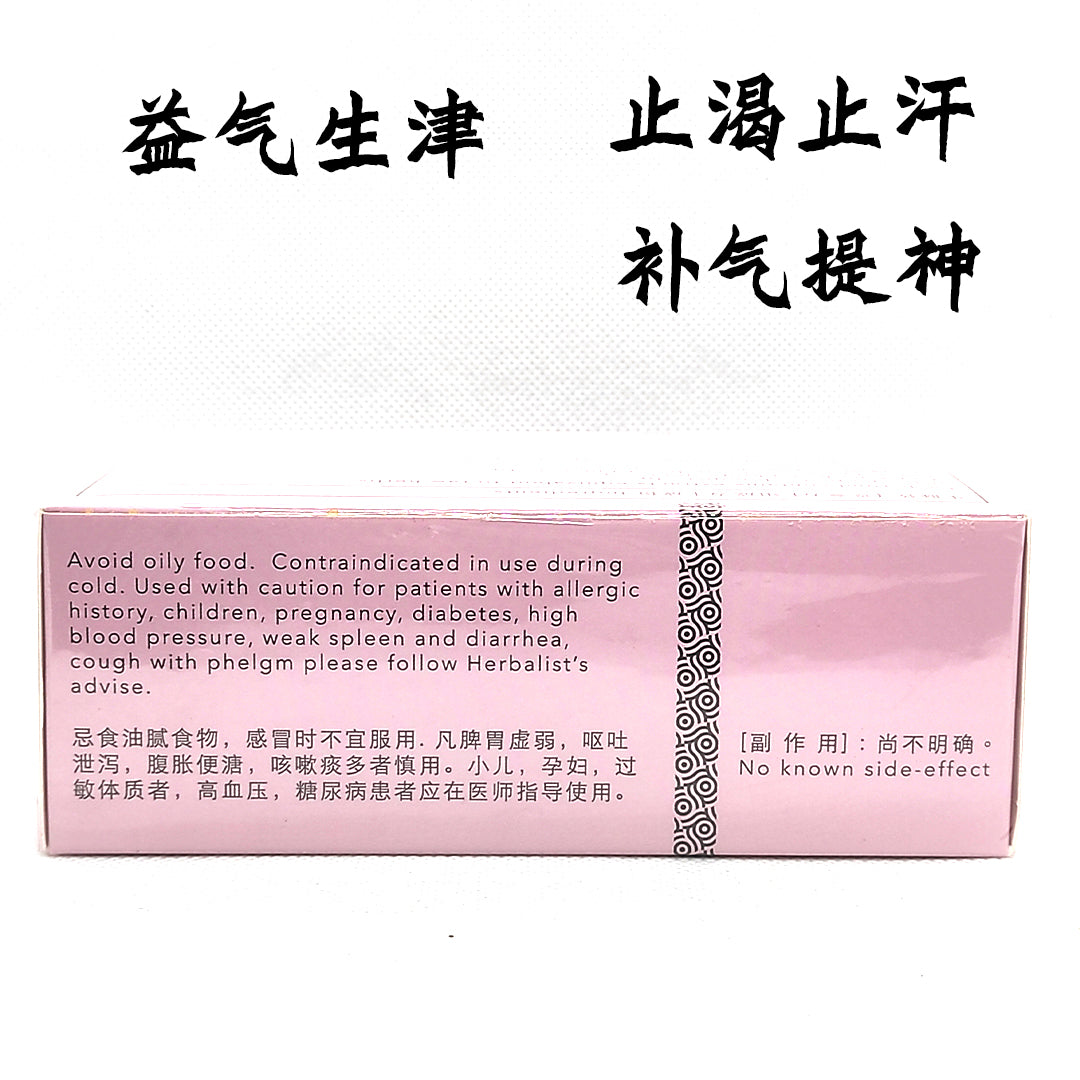 益气生津
止渴止汗
补气提神
Avoid oily food. Contraindicated in use during
cold. Used with caution for patients with allergic
history, children, pregnancy, diabetes, high
blood pressure, weak spleen and diarrhea,
cough with phelgm please follow Herbalist's
advise.
忌食油腻食物，感冒时不宜服用. 凡脾胃虚弱，呕吐
泄泻，腹胀便溏，咳嗽痰多者慎用。小儿，孕妇，过
敏体质者，高血压，糖尿病患者应在医师指导使用。
[副 作 用]：尚不明确。
No known side-effect